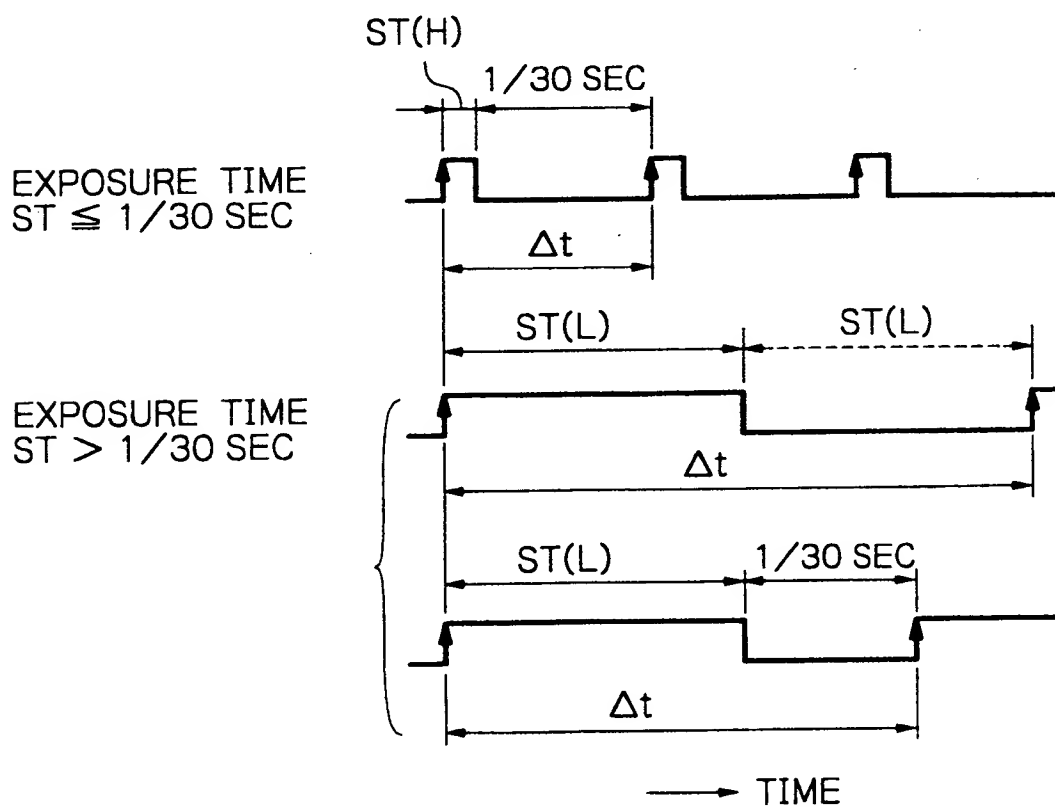 ST(H)
1/30 SEC
EXPOSURE TIME
ST ≦ 1/30 SEC
Δt
ST(L)
ST(L)
EXPOSURE TIME
ST > 1/30 SEC
Δt
ST(L)
1/30 SEC
Δt
TIME